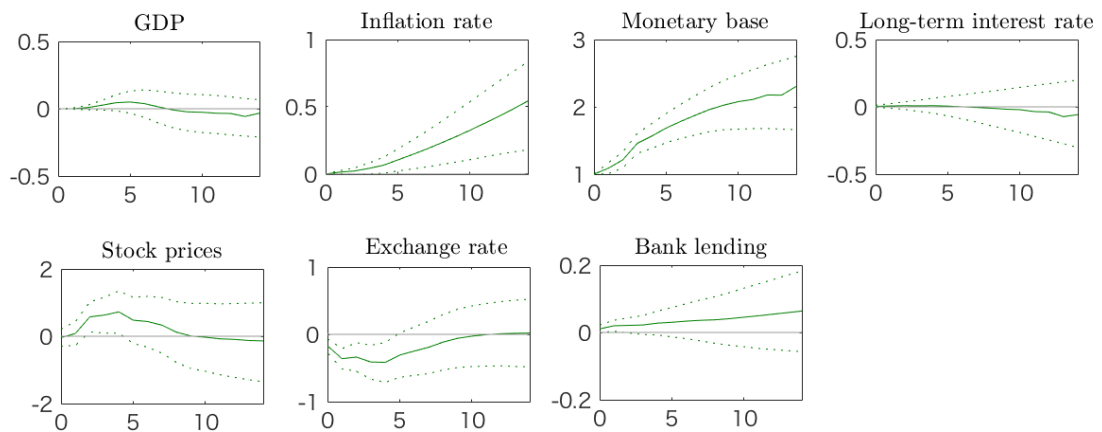 GDP
0.5
0
-0.5
0 5 10
Inflation rate
1
0.5
0
0 5 10
Monetary base
3
2
1
0 5 10
Long-term interest rate
0.5
0
-0.5
0 5 10
Stock prices
2
0
-2
0 5 10
Exchange rate
1
0
-1
0 5 10
Bank lending
0.2
0
-0.2
0 5 10